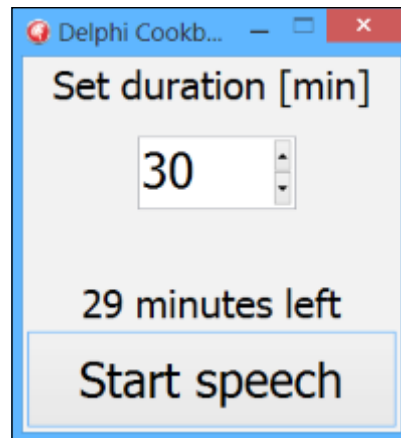 Delphi Cookb...
Set duration [min]
30
29 minutes left
Start speech